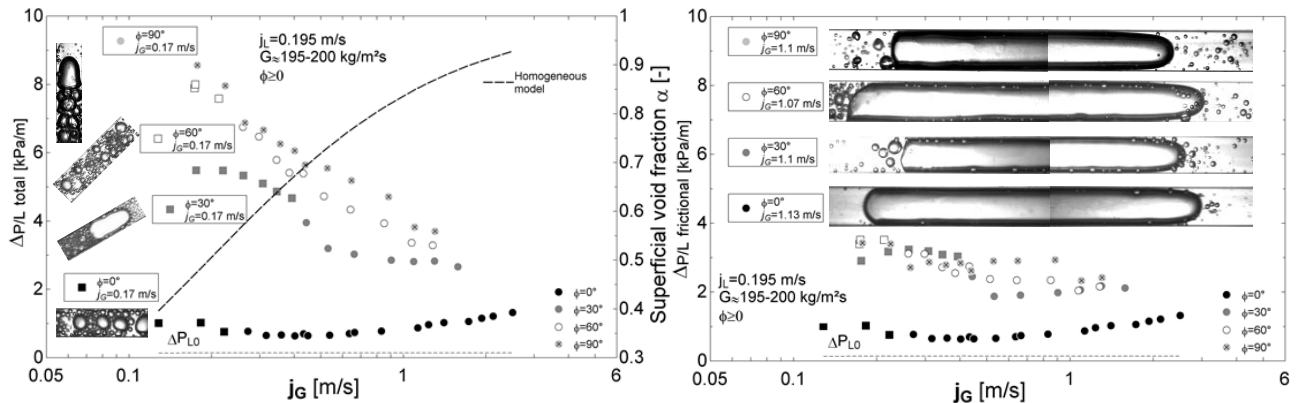 10
9
8
7
6
5
4
3
2
1
0
ΔP/L total [kPa/m]
ϕ=90°
jG=0.17 m/s
ϕ=60°
jG=0.17 m/s
ϕ=30°
jG=0.17 m/s
ϕ=0°
jG=0.17 m/s
jL=0.195 m/s
G≈195-200 kg/m²s
ϕ≥0
Homogeneous
model
ΔPL0
ϕ=0°
ϕ=30°
ϕ=60°
ϕ=90°
1
0.9
0.8
0.7
0.6
0.5
0.4
0.3
Superficial void fraction α [-]
0.05 0.1 1 6
jG [m/s]
10
8
6
4
2
0
ΔP/L frictional [kPa/m]
ϕ=90°
jG=1.1 m/s
ϕ=60°
jG=1.07 m/s
ϕ=30°
jG=1.1 m/s
ϕ=0°
jG=1.13 m/s
jL=0.195 m/s
G≈195-200 kg/m²s
ϕ≥0
ΔPL0
ϕ=0°
ϕ=30°
ϕ=60°
ϕ=90°
0.05 0.1 1 6
jG [m/s]